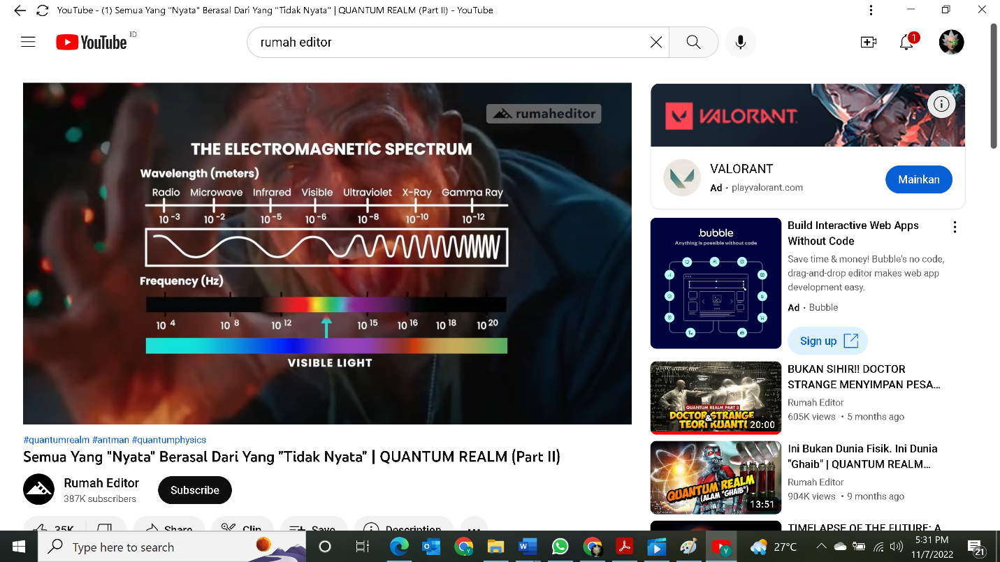 YouTube - (1) Semua Yang "Nyata" Berasal Dari Yang "Tidak Nyata" | QUANTUM REALM (Part II) - YouTube
YouTube ID
rumah editor
1
rumaheditor
THE ELECTROMAGNETIC SPECTRUM
Wavelength (meters)
Radio Microwave Infrared Visible Ultraviolet X-Ray Gamma Ray
10 -3 10 -2 10 -5 10 -6 10 -8 10 -10 10 -12
Frequency (Hz)
10 4 10 8 10 12 10 15 10 16 10 18 10 20
VISIBLE LIGHT
#quantumrealm #antman #quantumphysics
Semua Yang "Nyata" Berasal Dari Yang "Tidak Nyata" | QUANTUM REALM (Part II)
Rumah Editor
387K subscribers
Subscribe
35K Share Clip Save Description
VALORANT
VALORANT
Ad · playvalorant.com
Mainkan
.bubble
Anything is possible without code
Build Interactive Web Apps
Without Code
Save time & money! Bubble's no code,
drag-and-drop editor makes web app
development easy.
Ad · Bubble
Sign up
QUANTUM REALM PART 3
DOCTOR STRANGE
& TEORI KUANTUM
20:00
BUKAN SIHIR!! DOCTOR
STRANGE MENYIMPAN PESA...
Rumah Editor
605K views • 5 months ago
QUANTUM REALM
(ALAM "GHAIB")
13:51
Ini Bukan Dunia Fisik. Ini Dunia
"Ghaib" | QUANTUM REALM...
Rumah Editor
904K views • 9 months ago
TIMELAPSE OF THE FUTURE: A
Type here to search
27°C
5:31 PM
11/7/2022
21